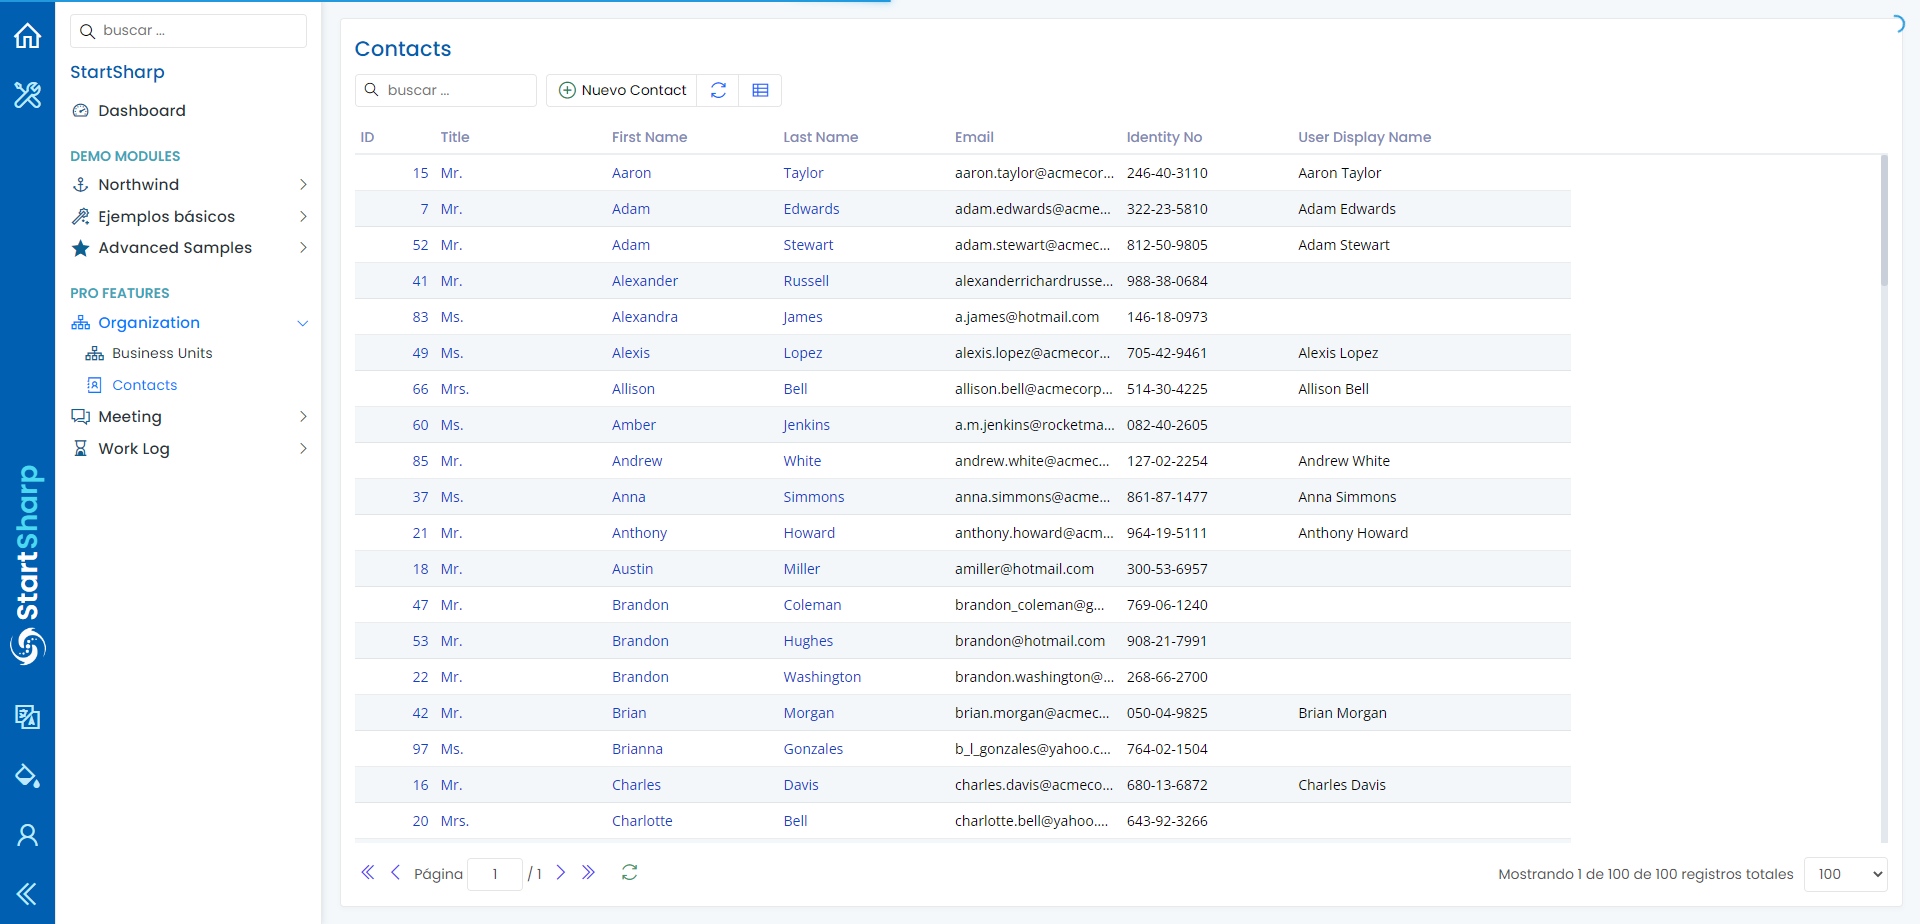 buscar ...
StartSharp
Dashboard
DEMO MODULES
Northwind
Ejemplos básicos
Advanced Samples
PRO FEATURES
Organization
Business Units
Contacts
Meeting
Work Log
StartSharp
Contacts
buscar ...
Nuevo Contact
ID Title First Name Last Name Email Identity No User Display Name
15 Mr. Aaron Taylor aaron.taylor@acmecor... 246-40-3110 Aaron Taylor
7 Mr. Adam Edwards adam.edwards@acme... 322-23-5810 Adam Edwards
52 Mr. Adam Stewart adam.stewart@acmec... 812-50-9805 Adam Stewart
41 Mr. Alexander Russell alexanderrichardrusse... 988-38-0684
83 Ms. Alexandra James a.james@hotmail.com 146-18-0973
49 Ms. Alexis Lopez alexis.lopez@acmecor... 705-42-9461 Alexis Lopez
66 Mrs. Allison Bell allison.bell@acmecorp... 514-30-4225 Allison Bell
60 Ms. Amber Jenkins a.m.jenkins@rocketma... 082-40-2605
85 Mr. Andrew White andrew.white@acmec... 127-02-2254 Andrew White
37 Ms. Anna Simmons anna.simmons@acme... 861-87-1477 Anna Simmons
21 Mr. Anthony Howard anthony.howard@acm... 964-19-5111 Anthony Howard
18 Mr. Austin Miller amiller@hotmail.com 300-53-6957
47 Mr. Brandon Coleman brandon_coleman@g... 769-06-1240
53 Mr. Brandon Hughes brandon@hotmail.com 908-21-7991
22 Mr. Brandon Washington brandon.washington@... 268-66-2700
42 Mr. Brian Morgan brian.morgan@acmec... 050-04-9825 Brian Morgan
97 Ms. Brianna Gonzales b_l_gonzales@yahoo.c... 764-02-1504
16 Mr. Charles Davis charles.davis@acmeco... 680-13-6872 Charles Davis
20 Mrs. Charlotte Bell charlotte.bell@yahoo.... 643-92-3266
Página 1 / 1
Mostrando 1 de 100 de 100 registros totales 100